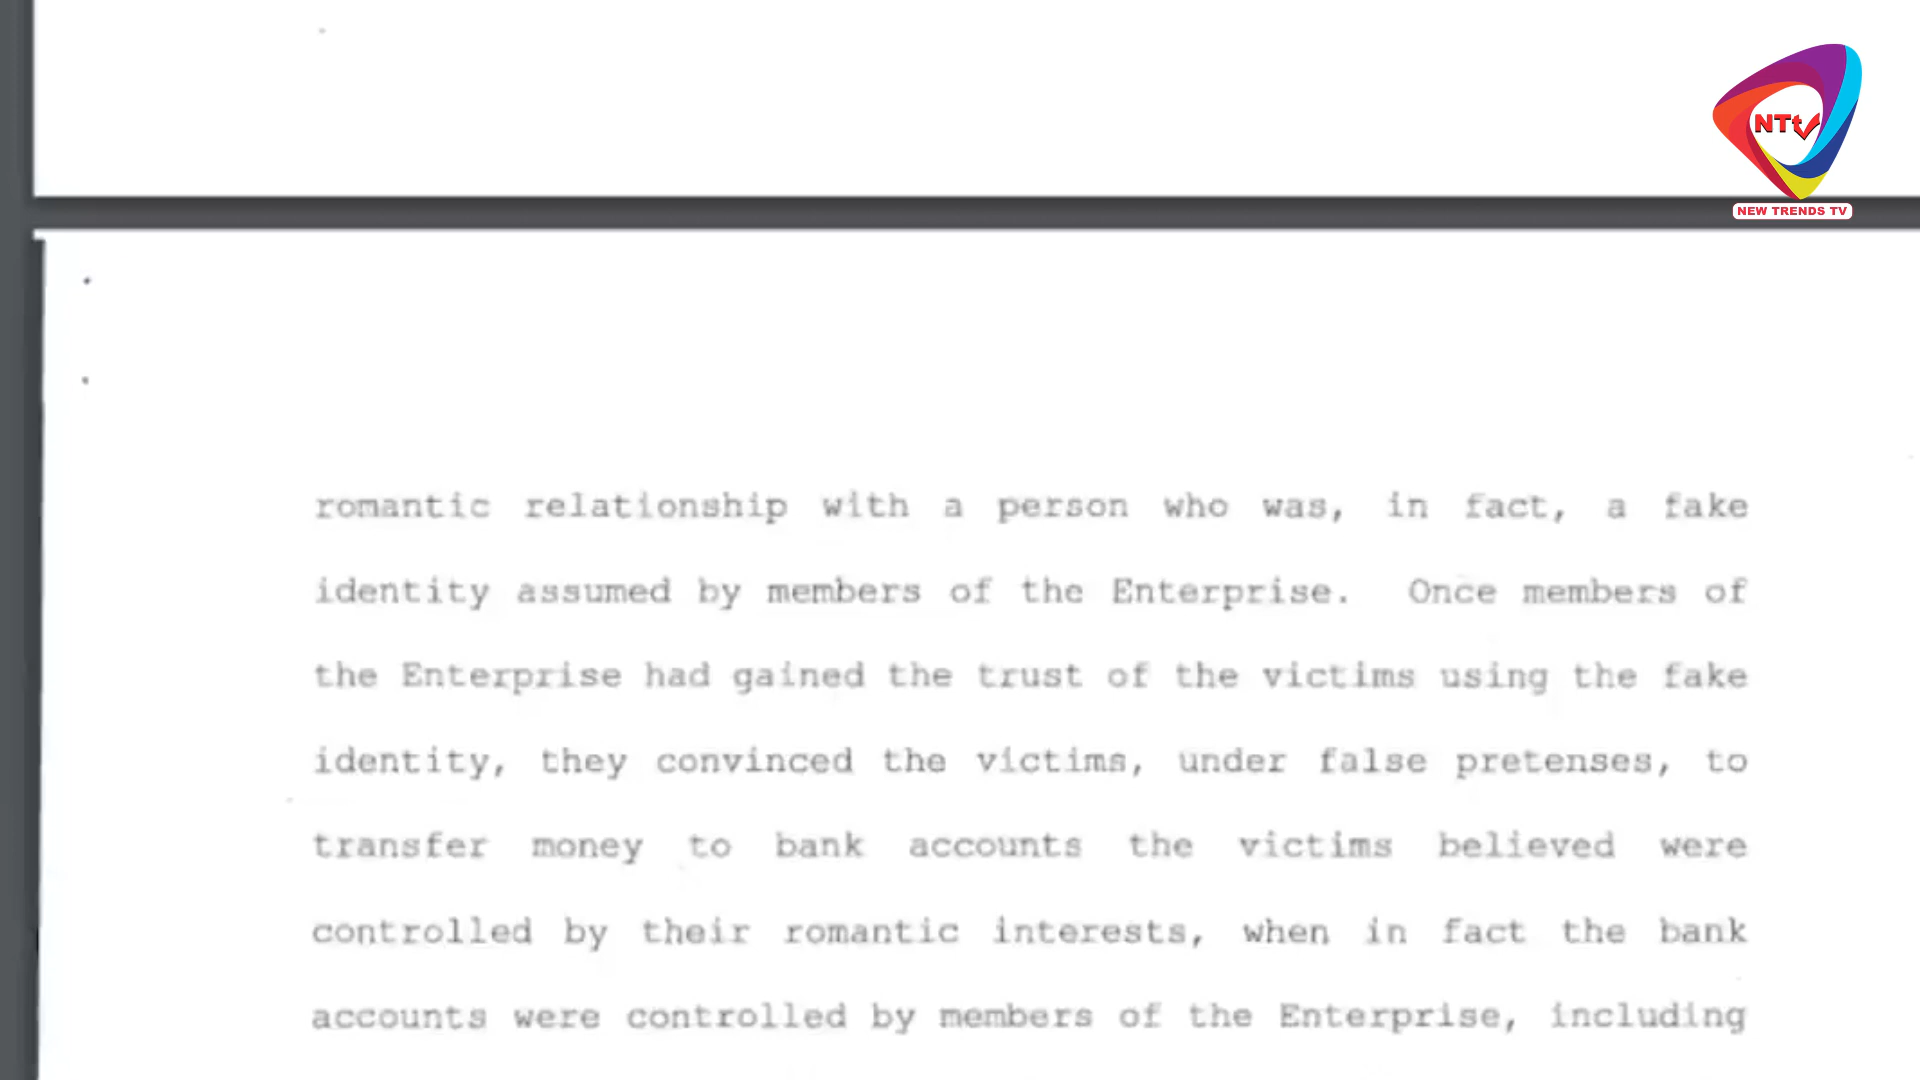 NTV
NEW TRENDS TV
romantic relationship with a person who was, in fact, a fake
identity assumed by members of the Enterprise. Once members of
the Enterprise had gained the trust of the victims using the fake
identity, they convinced the victims, under false pretenses, to
transfer money to bank accounts the victims believed were
controlled by their romantic interests, when in fact the bank
accounts were controlled by members of the Enterprise, including